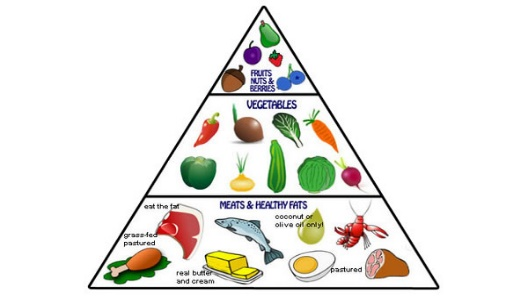 FRUITS
NUTS &
BERRIES
VEGETABLES
MEATS & HEALTHY FATS
eat the fat
coconut or
olive oil only!
grass-fed
pastured
real butter
and cream
pastured